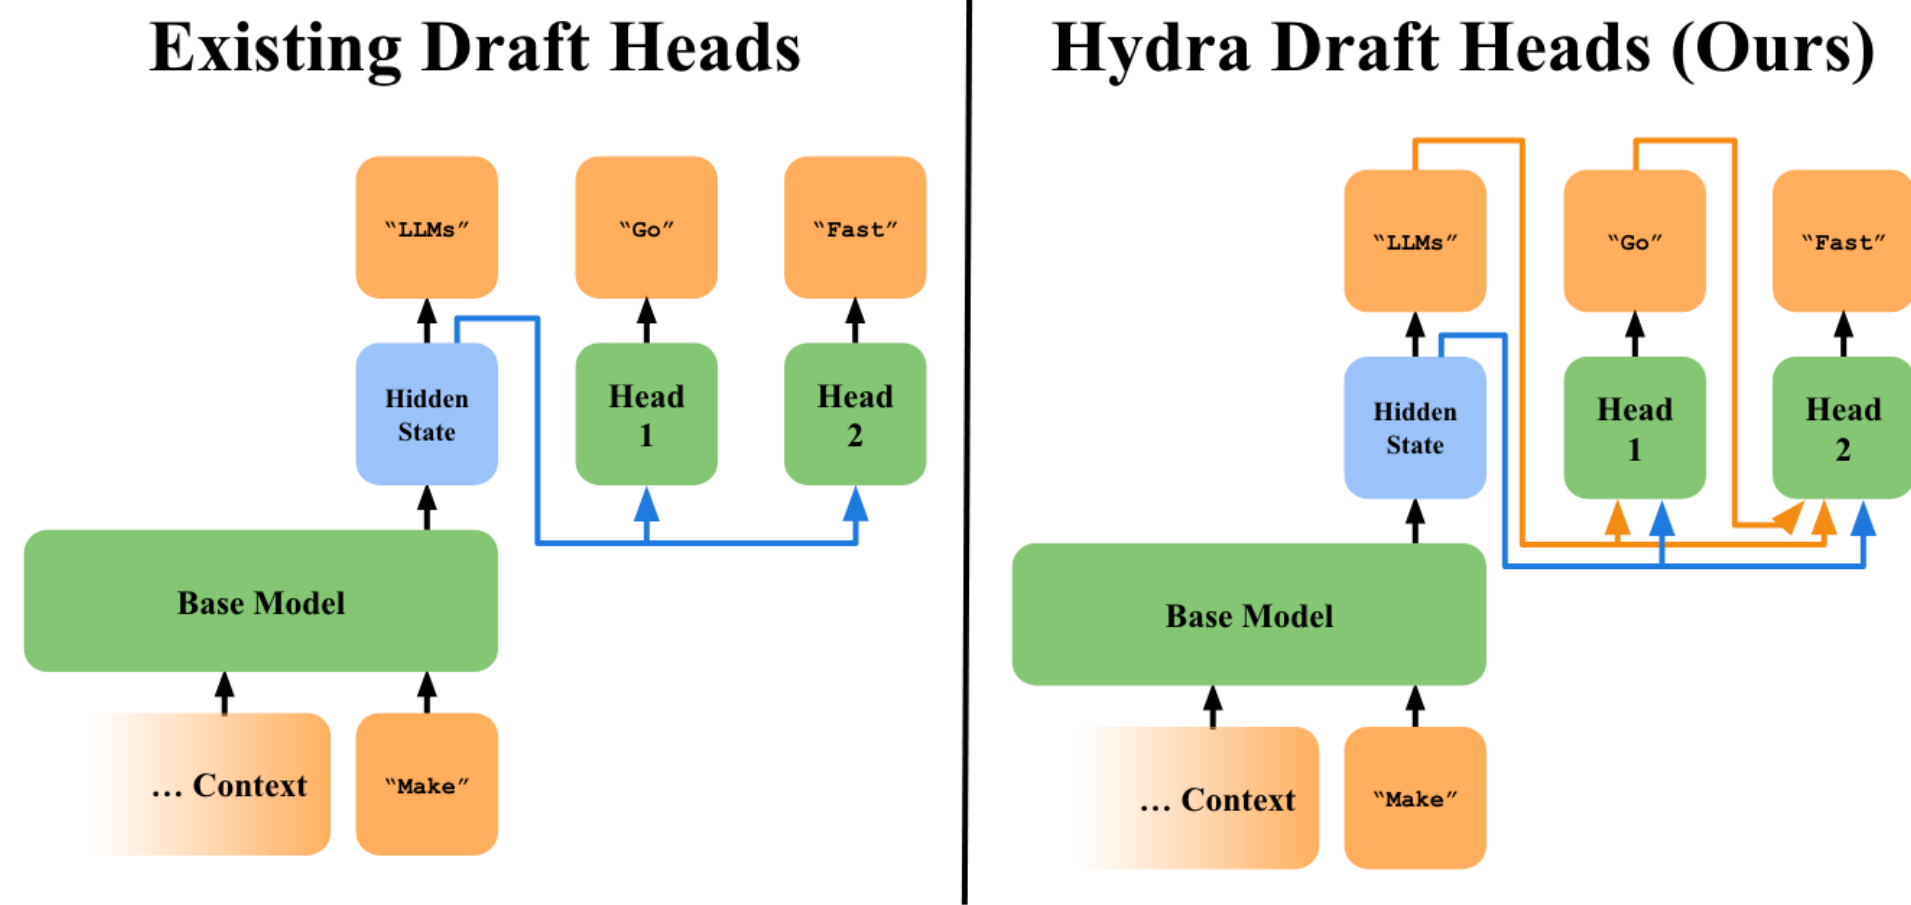 Existing Draft Heads
“LLMs”
“Go”
“Fast”
Hidden
State
Head
1
Head
2
Base Model
... Context
“Make”
Hydra Draft Heads (Ours)
“LLMs”
“Go”
“Fast”
Hidden
State
Head
1
Head
2
Base Model
... Context
“Make”